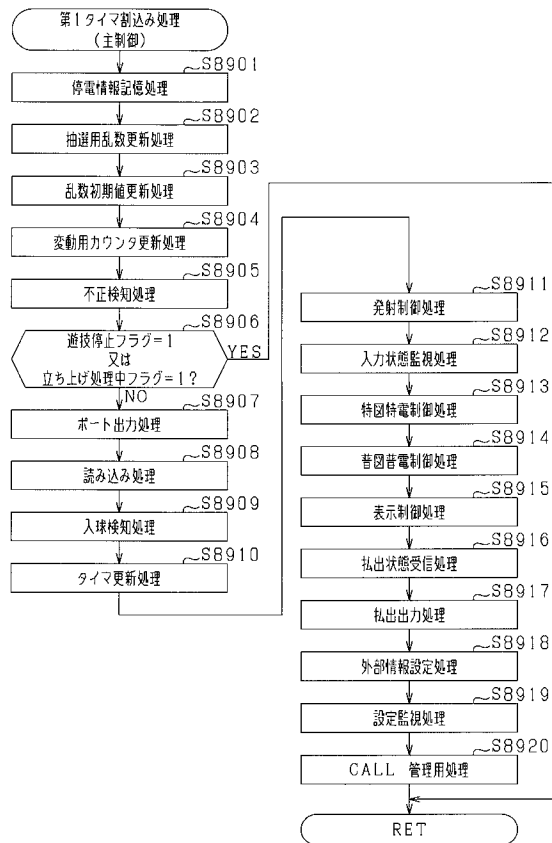 第1タイマ割込み処理
(主制御)
S8901
停電情報記憶処理
S8902
抽選用乱数更新処理
S8903
乱数初期値更新処理
S8904
変動用カウンタ更新処理
S8905
不正検知処理
S8906
遊技停止フラグ=1
又は
立ち上げ処理中フラグ=1?
YES
NO
S8907
ポート出力処理
S8908
読み込み処理
S8909
入球検知処理
S8910
タイマ更新処理
S8911
発射制御処理
S8912
入力状態監視処理
S8913
特図特電制御処理
S8914
普図普電制御処理
S8915
表示制御処理
S8916
払出状態受信処理
S8917
払出出力処理
S8918
外部情報設定処理
S8919
設定監視処理
S8920
CALL 管理用処理
RET